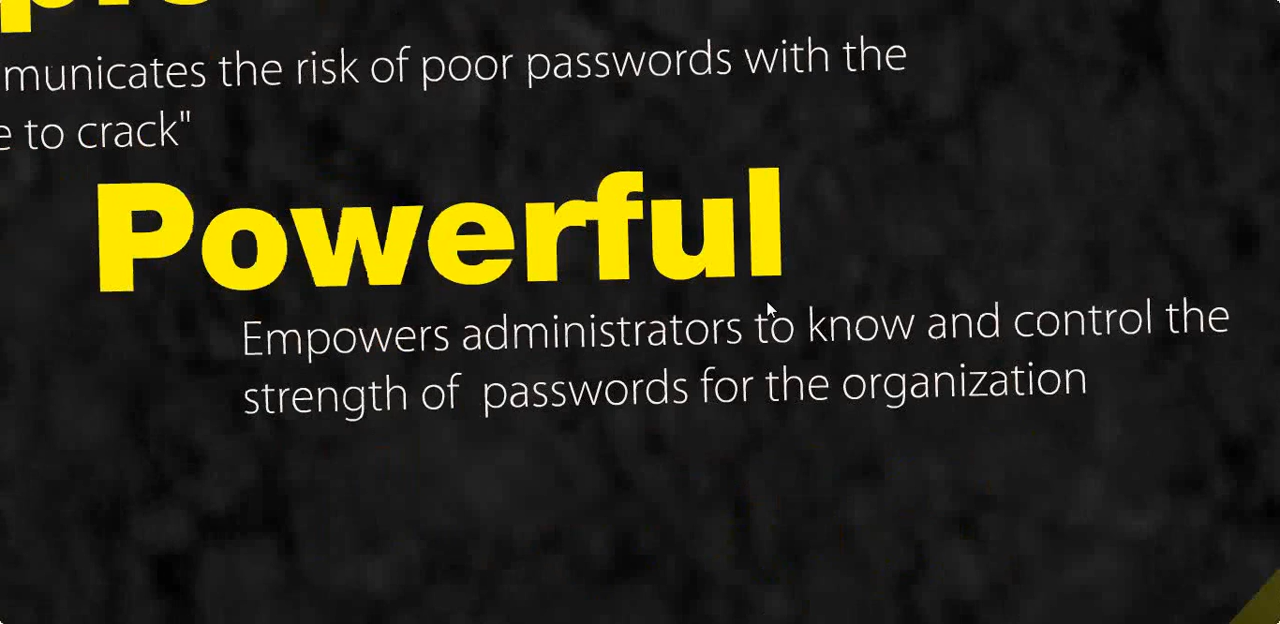 municates the risk of poor passwords with the
e to crack"
Powerful
Empowers administrators to know and control the
strength of  passwords for the organization